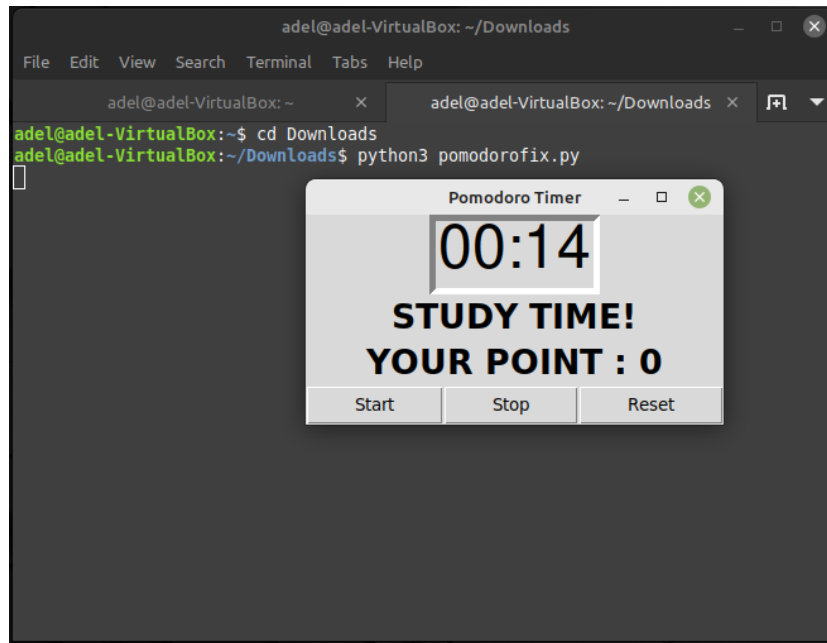 adel@adel-VirtualBox: ~/Downloads
File Edit View Search Terminal Tabs Help
adel@adel-VirtualBox: ~
adel@adel-VirtualBox: ~/Downloads
adel@adel-VirtualBox:~$ cd Downloads
adel@adel-VirtualBox:~/Downloads$ python3 pomodorofix.py
Pomodoro Timer
00:14
STUDY TIME!
YOUR POINT : 0
Start Stop Reset